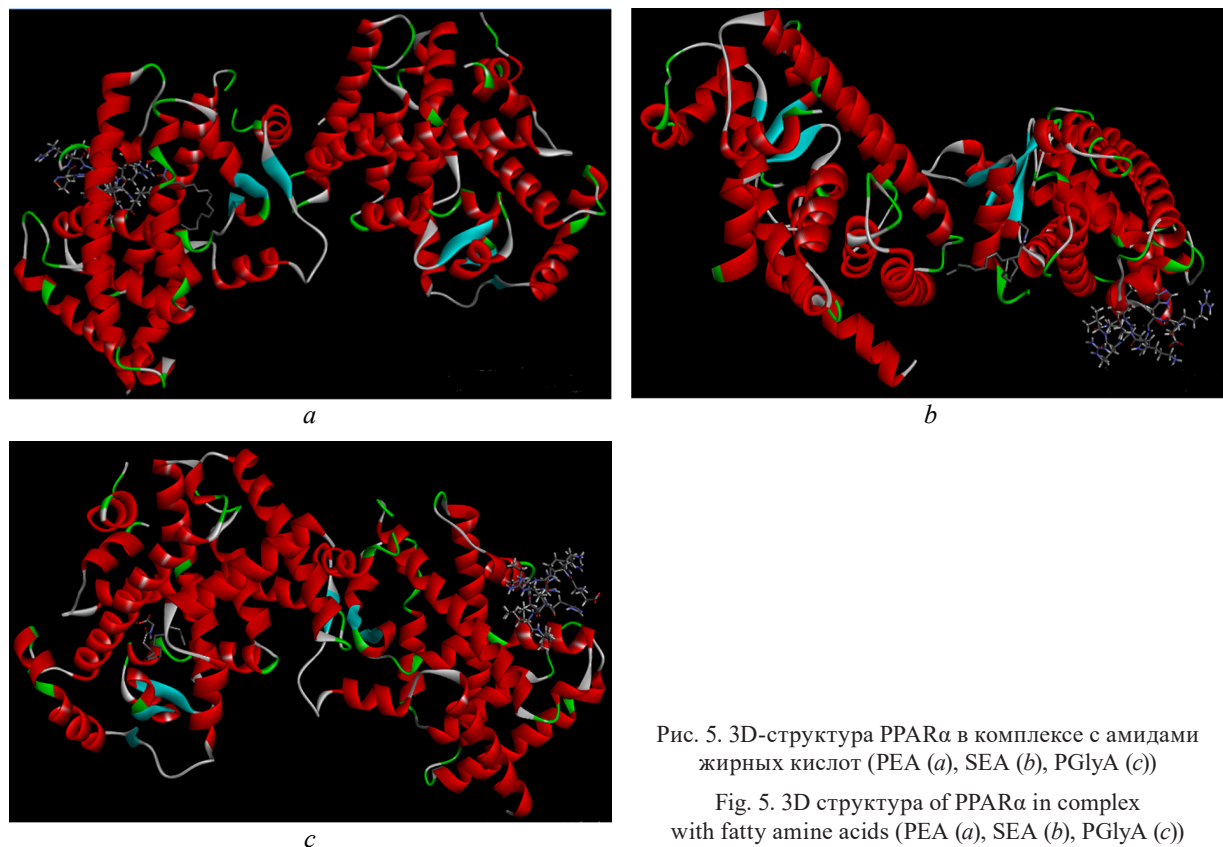 a
b
c
Рис. 5. 3D-структура PPARα в комплексе с амидами
жирных кислот (PEA (a), SEA (b), PGlyA (c))
Fig. 5. 3D структура of PPARα in complex
with fatty amine acids (PEA (a), SEA (b), PGlyA (c))